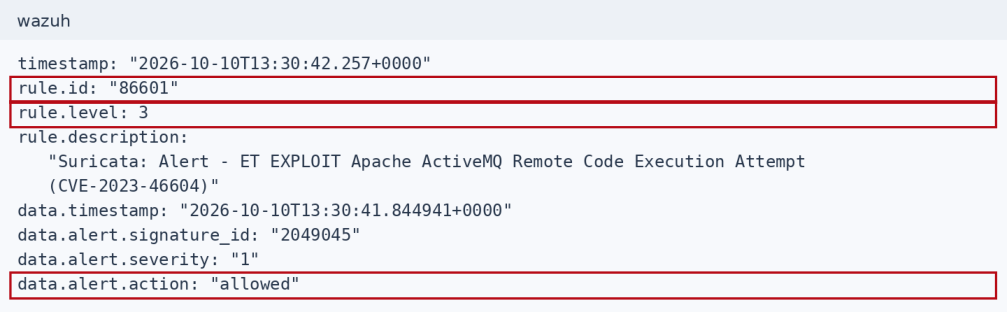 wazuh
timestamp: "2026-10-10T13:30:42.257+0000"
rule.id: "86601"
rule.level: 3
rule.description:
"Suricata: Alert - ET EXPLOIT Apache ActiveMQ Remote Code Execution Attempt
(CVE-2023-46604)"
data.timestamp: "2026-10-10T13:30:41.844941+0000"
data.alert.signature_id: "2049045"
data.alert.severity: "1"
data.alert.action: "allowed"